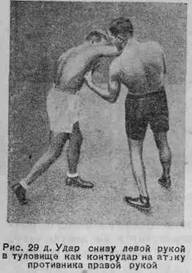 Рис. 29 д. Удар снизу левой рукой
в туловище как контрудар на атаку
противника правой рукой